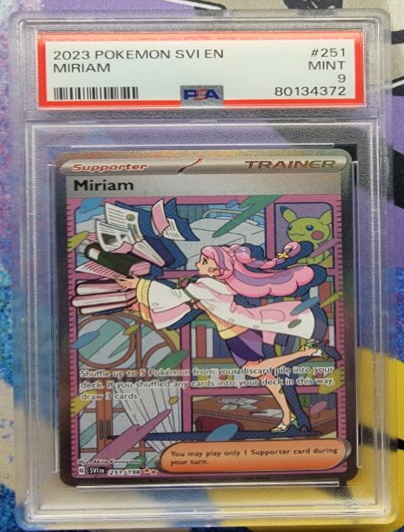 2023 POKEMON SVI EN #251
MIRIAM MINT
9
PSA 80134372
Supporter TRAINER
Miriam
Shuffle up to 5 Pokémon from your discard pile into your
deck. If you shuffled any cards into your deck in this way,
draw 3 cards.
SVI EN 251/198
You may play only 1 Supporter card during
your turn.